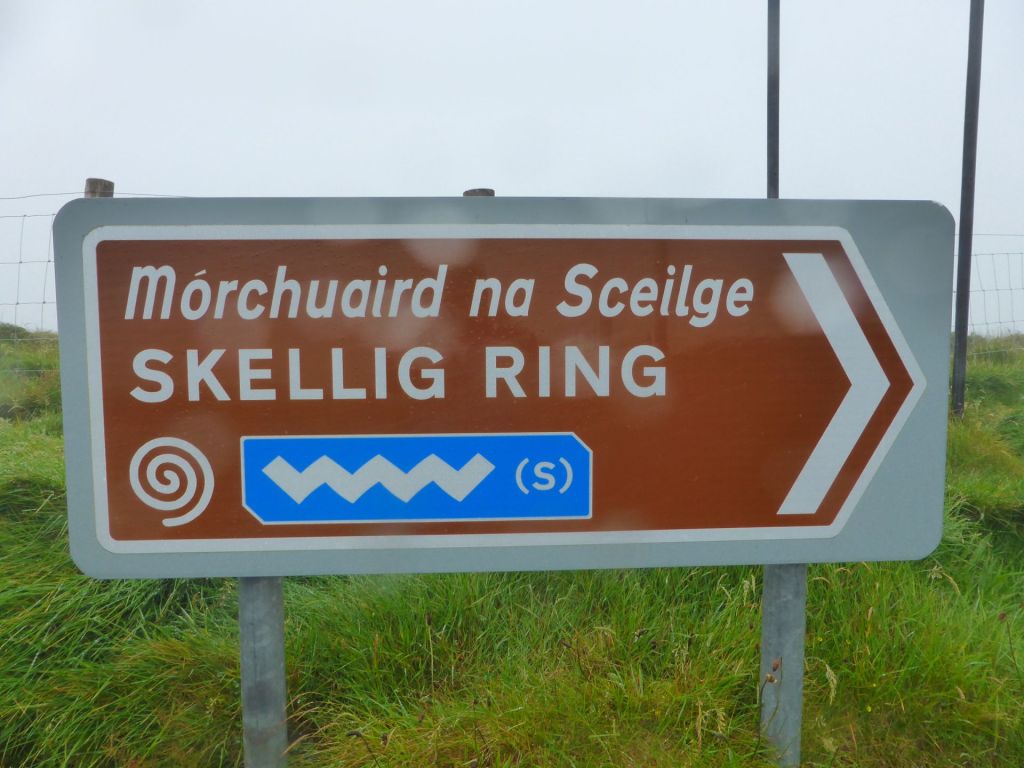 Mórchuaird na Sceilge
SKELLIG RING
(S)